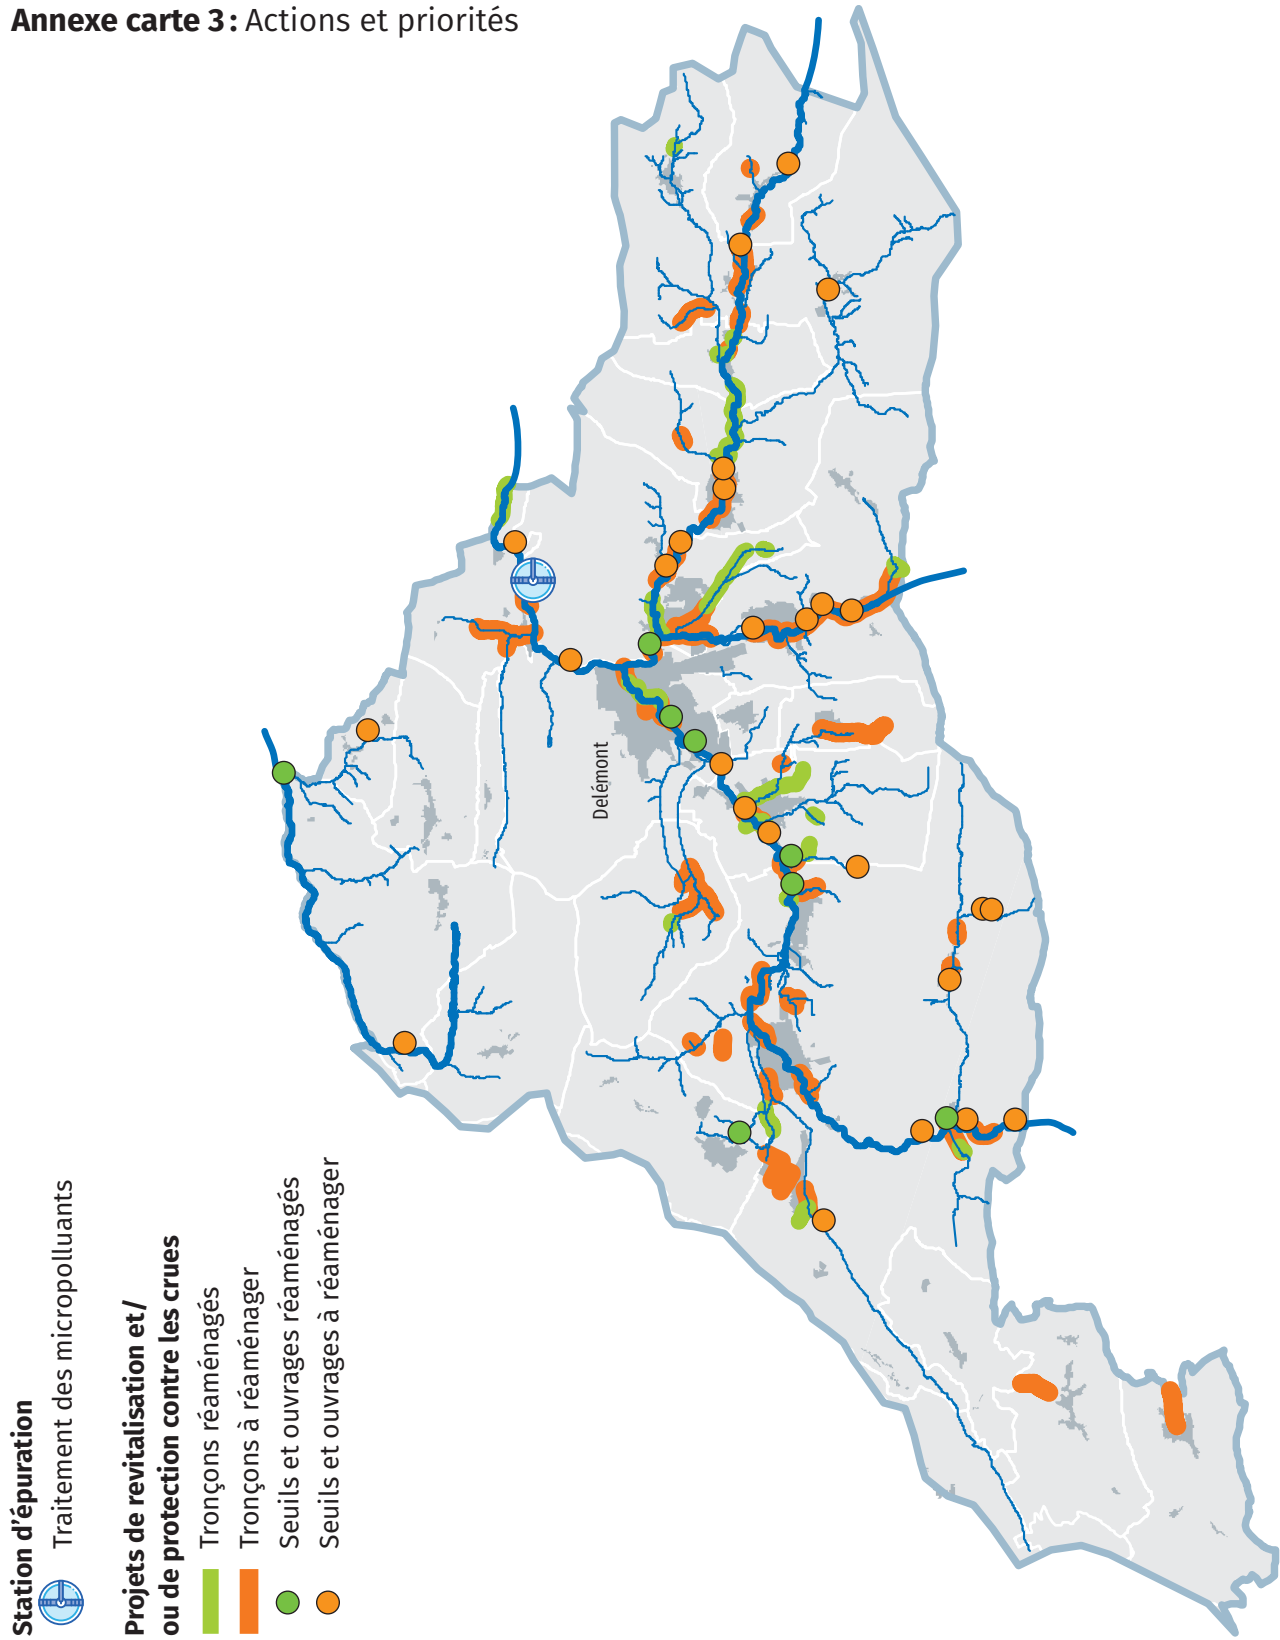 Annexe carte 3 : Actions et priorités
Delémont
Station d'épuration
Traitement des micropolluants
Projets de revitalisation et/
ou de protection contre les crues
Tronçons réaménagés
Tronçons à réaménager
Seuils et ouvrages réaménagés
Seuils et ouvrages à réaménager